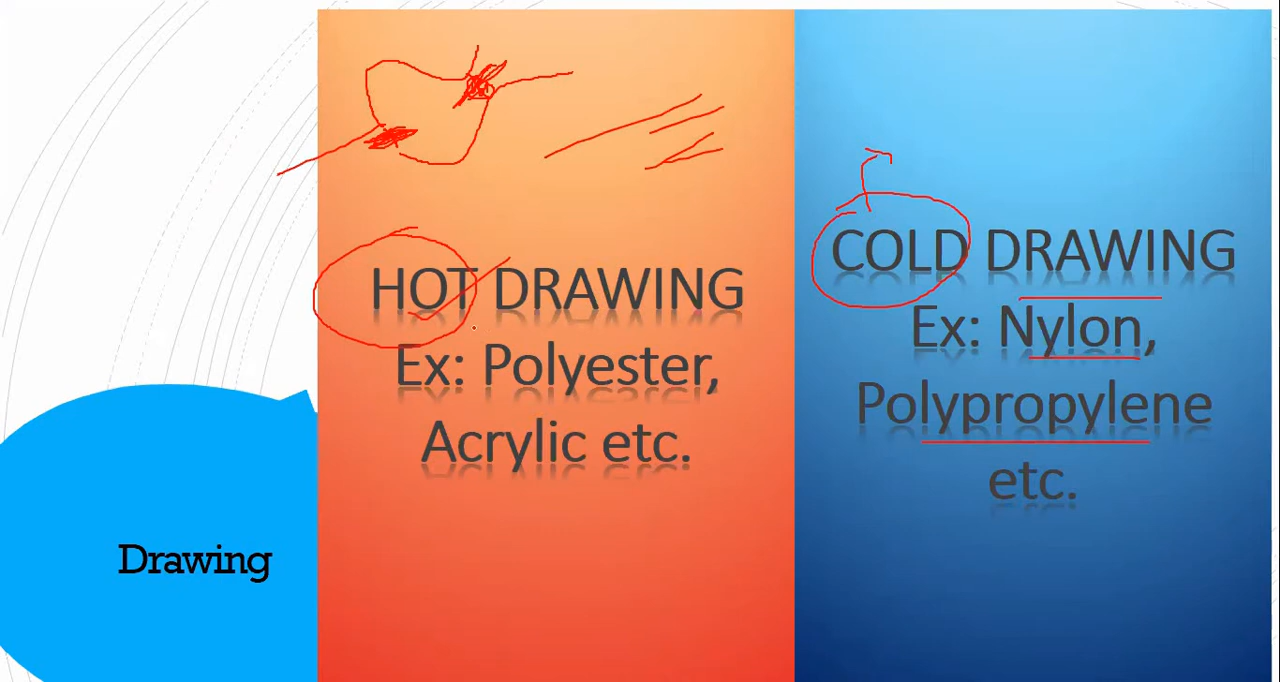 HOT DRAWING
Ex: Polyester,
Acrylic etc.
COLD DRAWING
Ex: Nylon,
Polypropylene
etc.
Drawing